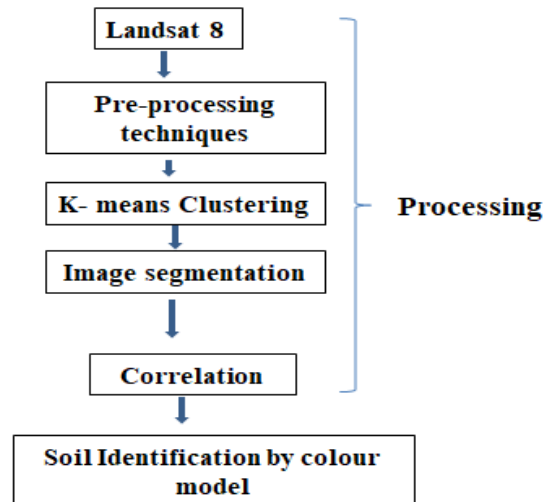 Landsat 8
Pre-processing
techniques
K- means Clustering
Processing
Image segmentation
Correlation
Soil Identification by colour
model